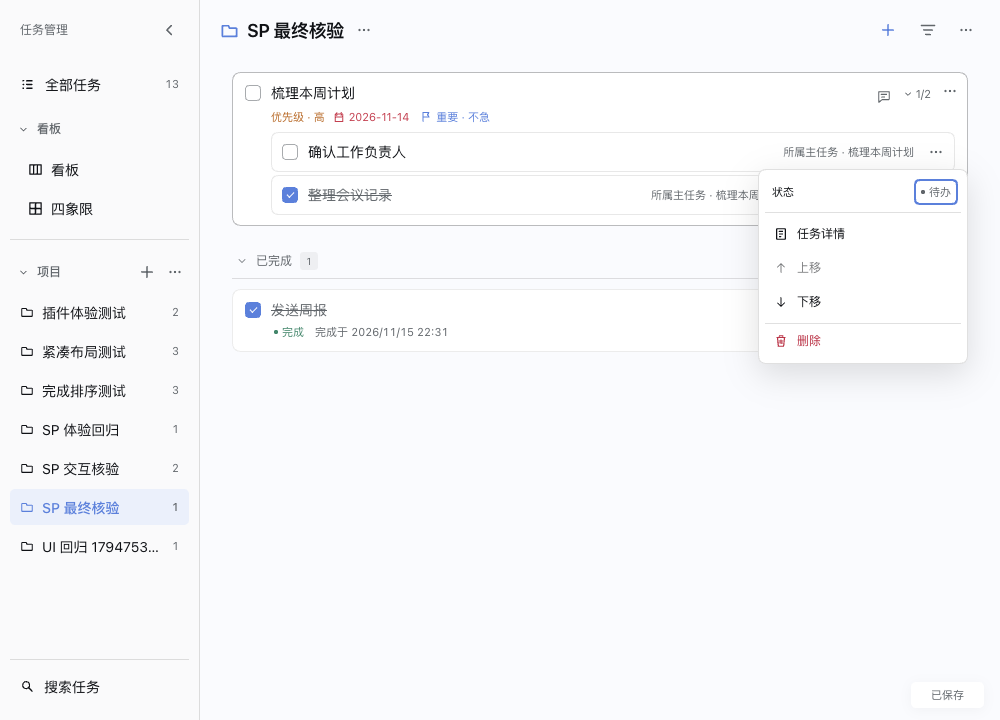 任务管理
全部任务 13
看板
看板
四象限
项目
插件体验测试 2
紧凑布局测试 3
完成排序测试 3
SP 体验回归 1
SP 交互核验 2
SP 最终核验 1
UI 回归 1794753... 1
搜索任务
SP 最终核验
梳理本周计划 1/2
优先级 · 高 2026-11-14 重要 · 不急
确认工作负责人 所属主任务 · 梳理本周计划
整理会议记录 所属主任务 · 梳理本周
已完成 1
发送周报
完成 完成于 2026/11/15 22:31
状态 待办
任务详情
上移
下移
删除
已保存